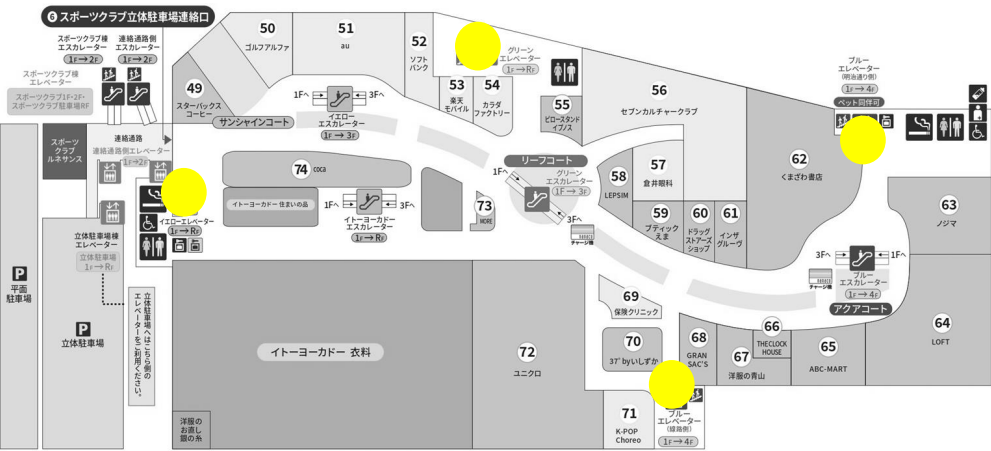 6 スポーツクラブ立体駐車場連絡口
スポーツクラブ棟
エスカレーター
1F→2F
連絡通路側
エスカレーター
1F→2F
スポーツクラブ棟
エレベーター
スポーツクラブ1F・2F・
スポーツクラブ駐車場RF
スポーツ
クラブ
ルネサンス
連絡通路
連絡通路側エレベーター
1F→2F
立体駐車場棟
エレベーター
立体駐車場
1F→RF
P
平面
駐車場
P
立体駐車場
立体駐車場へはこちら側の
エレベーターをご利用ください。
イエローエレベーター
1F→RF
49
スターバックス
コーヒー
50
ゴルフアルファ
51
au
52
ソフト
バンク
53
楽天
モバイル
54
カラダ
ファクトリー
グリーン
エレベーター
1F→RF
55
ピロースタンド
イブノス
56
セブンカルチャークラブ
サンシャインコート
1Fへ
3Fへ
イエロー
エスカレーター
1F→3F
74 coca
イトーヨーカドー 住まいの品
1Fへ
3Fへ
イトーヨーカドー
エスカレーター
1F→2F
73
MORE
リーフコート
1Fへ
グリーン
エスカレーター
1F→3F
3Fへ
nanaco
チャージ機
57
倉井眼科
58
LEPSIM
59
ブティック
えま
60
ドラッグ
ストアーズ
ショップ
61
インザ
グルーヴ
62
くまざわ書店
ブルー
エレベーター
(明治通り側)
1F→4F
ペット同伴可
63
ノジマ
64
LOFT
3Fへ
1Fへ
nanaco
チャージ機
ブルー
エスカレーター
1F→4F
アクアコート
65
ABC-MART
66
THE CLOCK
HOUSE
67
洋服の青山
68
GRAN
SAC'S
69
保険クリニック
70
37°byいしずか
71
K-POP
Choreo
ブルー
エレベーター
(線路側)
1F→4F
72
ユニクロ
イトーヨーカドー 衣料
洋服の
お直し
銀の糸